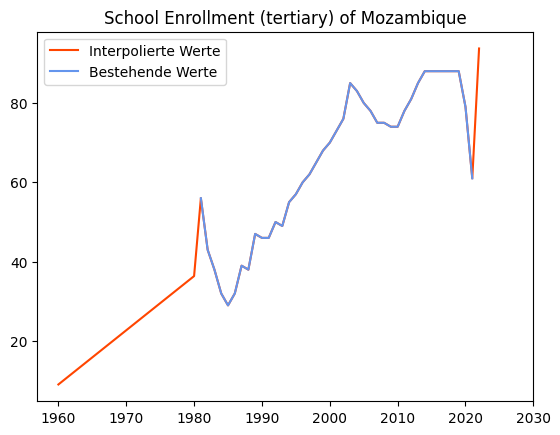 School Enrollment (tertiary) of Mozambique
Interpolierte Werte
Bestehende Werte
80
60
40
20
1960 1970 1980 1990 2000 2010 2020 2030